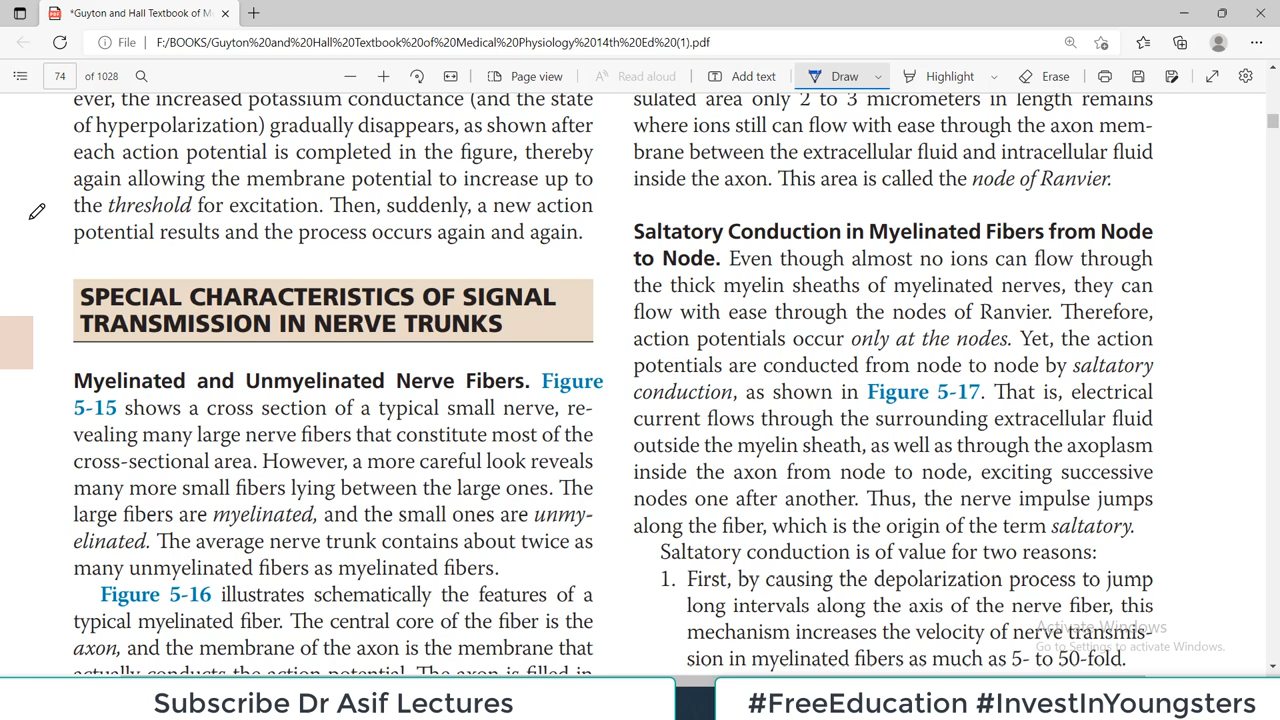 *Guyton and Hall Textbook of M
File
F:/BOOKS/Guyton%20and%20Hall%20Textbook%20of%20Medical%20Physiology%2014th%20Ed%20(1).pdf
74 of 1028
Page view
Read aloud
Add text
Draw
Highlight
Erase
ever, the increased potassium conductance (and the state
of hyperpolarization) gradually disappears, as shown after
each action potential is completed in the figure, thereby
again allowing the membrane potential to increase up to
the threshold for excitation. Then, suddenly, a new action
potential results and the process occurs again and again.
SPECIAL CHARACTERISTICS OF SIGNAL
TRANSMISSION IN NERVE TRUNKS
Myelinated and Unmyelinated Nerve Fibers. Figure
5-15 shows a cross section of a typical small nerve, re-
vealing many large nerve fibers that constitute most of the
cross-sectional area. However, a more careful look reveals
many more small fibers lying between the large ones. The
large fibers are myelinated, and the small ones are unmy-
elinated. The average nerve trunk contains about twice as
many unmyelinated fibers as myelinated fibers.
Figure 5-16 illustrates schematically the features of a
typical myelinated fiber. The central core of the fiber is the
axon, and the membrane of the axon is the membrane that
actually conducts the action potential. The axon is filled in
sulated area only 2 to 3 micrometers in length remains
where ions still can flow with ease through the axon mem-
brane between the extracellular fluid and intracellular fluid
inside the axon. This area is called the node of Ranvier.
Saltatory Conduction in Myelinated Fibers from Node
to Node. Even though almost no ions can flow through
the thick myelin sheaths of myelinated nerves, they can
flow with ease through the nodes of Ranvier. Therefore,
action potentials occur only at the nodes. Yet, the action
potentials are conducted from node to node by saltatory
conduction, as shown in Figure 5-17. That is, electrical
current flows through the surrounding extracellular fluid
outside the myelin sheath, as well as through the axoplasm
inside the axon from node to node, exciting successive
nodes one after another. Thus, the nerve impulse jumps
along the fiber, which is the origin of the term saltatory.
Saltatory conduction is of value for two reasons:
1. First, by causing the depolarization process to jump
long intervals along the axis of the nerve fiber, this
mechanism increases the velocity of nerve transmis-
sion in myelinated fibers as much as 5- to 50-fold.
Activate Windows
Go to Settings to activate Windows.
Subscribe Dr Asif Lectures
#FreeEducation #InvestInYoungsters